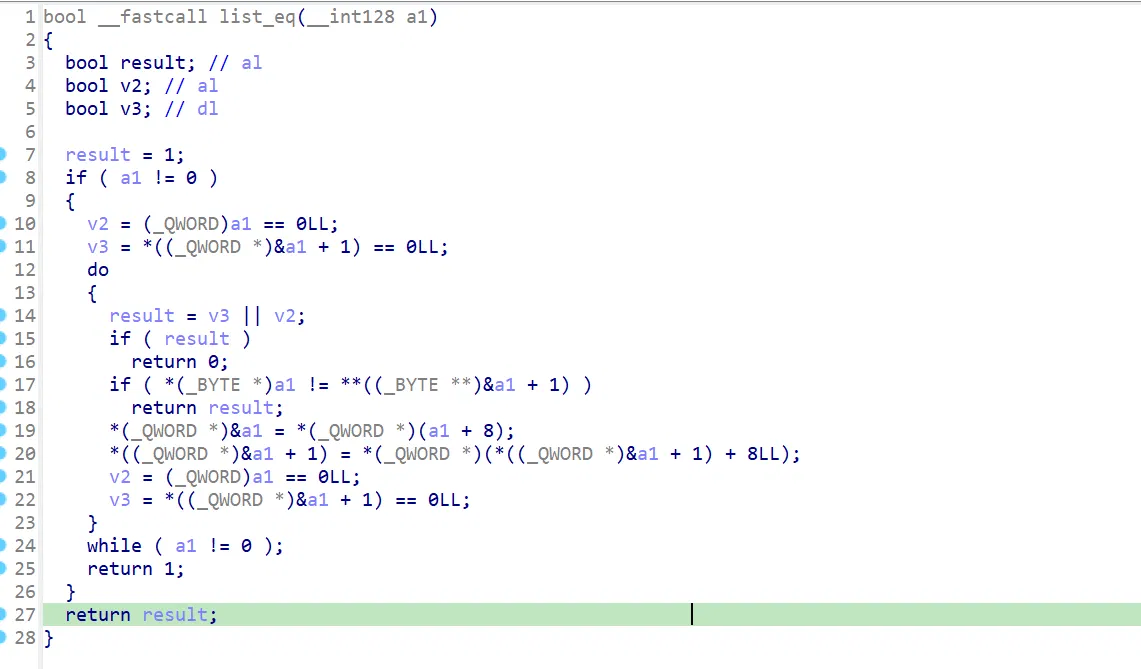 1 bool __fastcall list_eq(__int128 a1)
2 {
3   bool result; // al
4   bool v2; // al
5   bool v3; // dl
6
7   result = 1;
8   if ( a1 != 0 )
9   {
10     v2 = (_QWORD)a1 == 0LL;
11     v3 = *((_QWORD *)&a1 + 1) == 0LL;
12     do
13     {
14       result = v3 || v2;
15       if ( result )
16         return 0;
17       if ( *(_BYTE *)a1 != **((_BYTE **)&a1 + 1) )
18         return result;
19       *(_QWORD *)&a1 = *(_QWORD *)(a1 + 8);
20       *((_QWORD *)&a1 + 1) = *(_QWORD *)(*((_QWORD *)&a1 + 1) + 8LL);
21       v2 = (_QWORD)a1 == 0LL;
22       v3 = *((_QWORD *)&a1 + 1) == 0LL;
23     }
24     while ( a1 != 0 );
25     return 1;
26   }
27   return result;
28 }